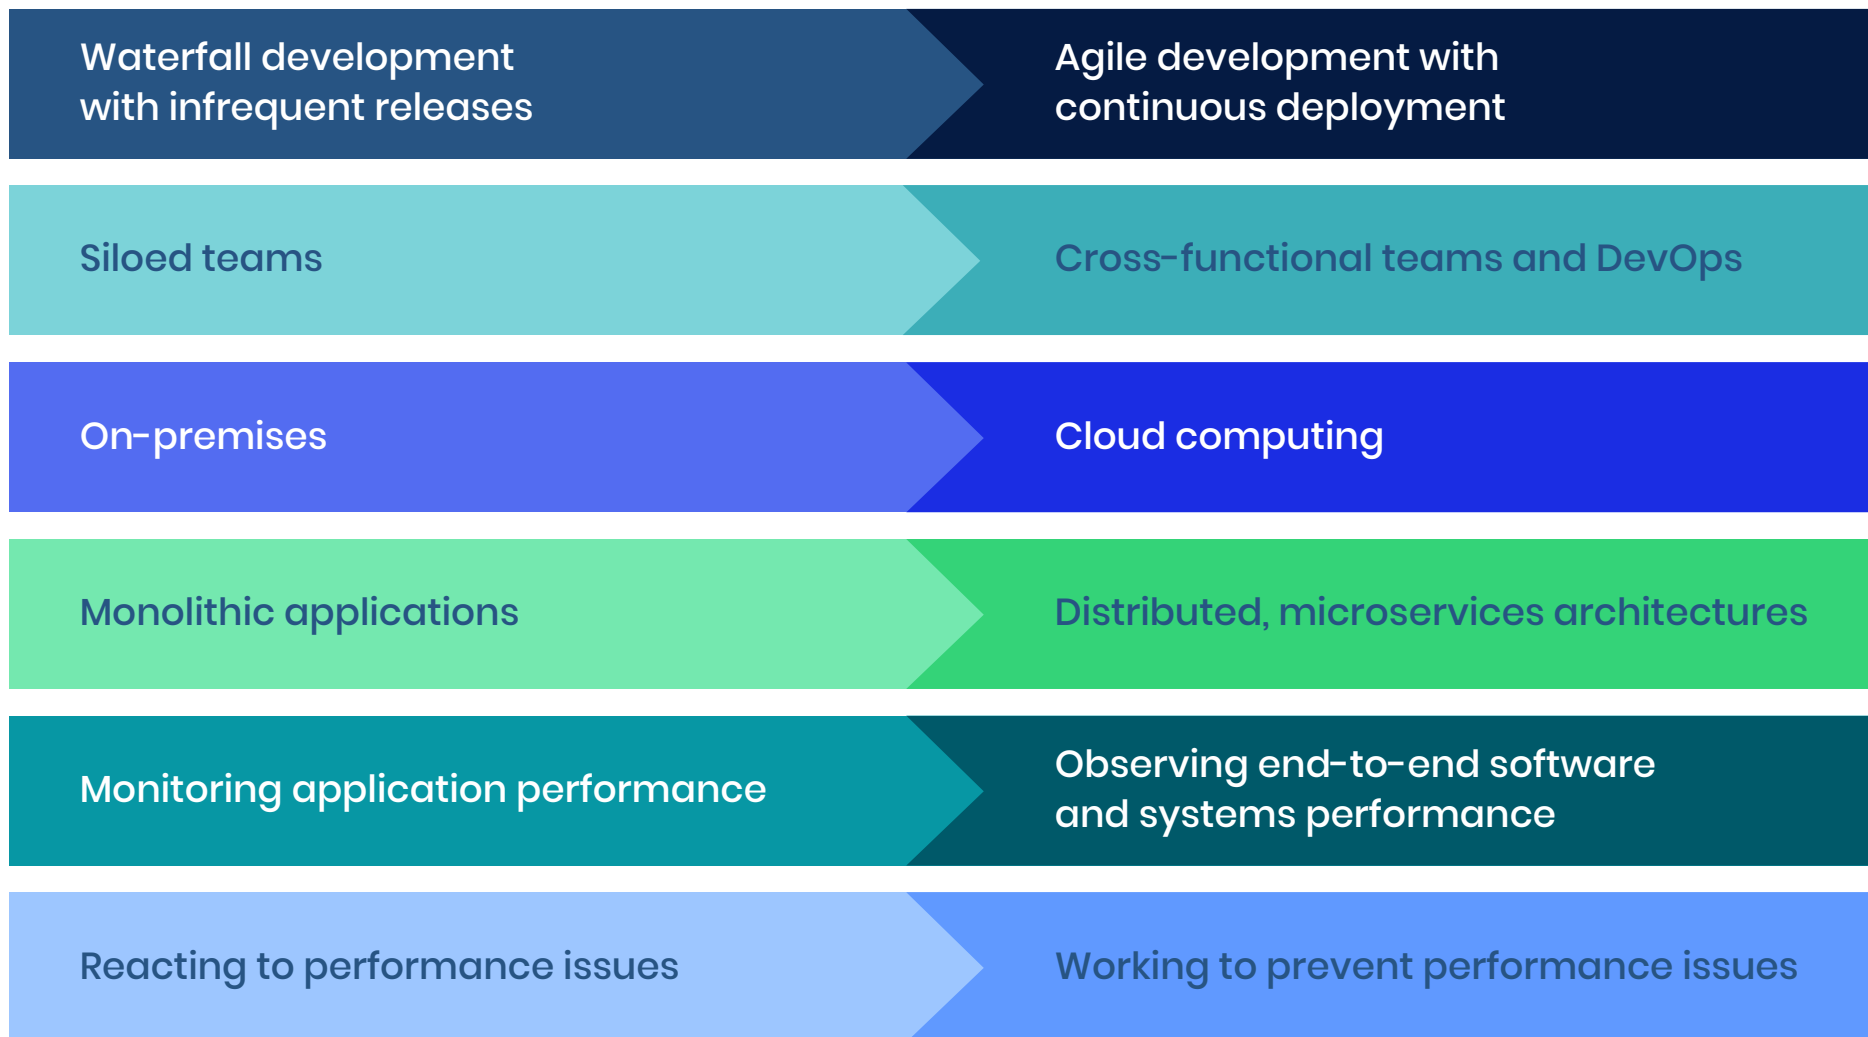 Waterfall development
with infrequent releases
Agile development with
continuous deployment
Siloed teams
Cross-functional teams and DevOps
On-premises
Cloud computing
Monolithic applications
Distributed, microservices architectures
Monitoring application performance
Observing end-to-end software
and systems performance
Reacting to performance issues
Working to prevent performance issues